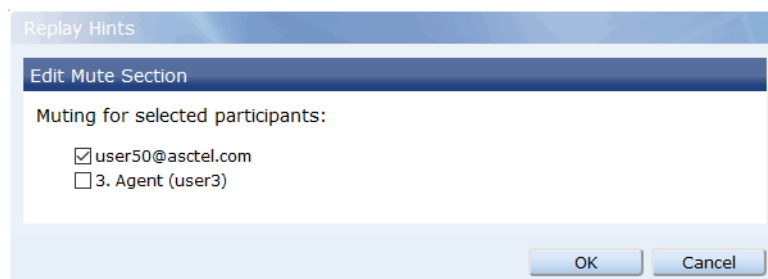 Replay Hints
Edit Mute Section
Muting for selected participants:
user50@asctel.com
3. Agent (user3)
OK Cancel